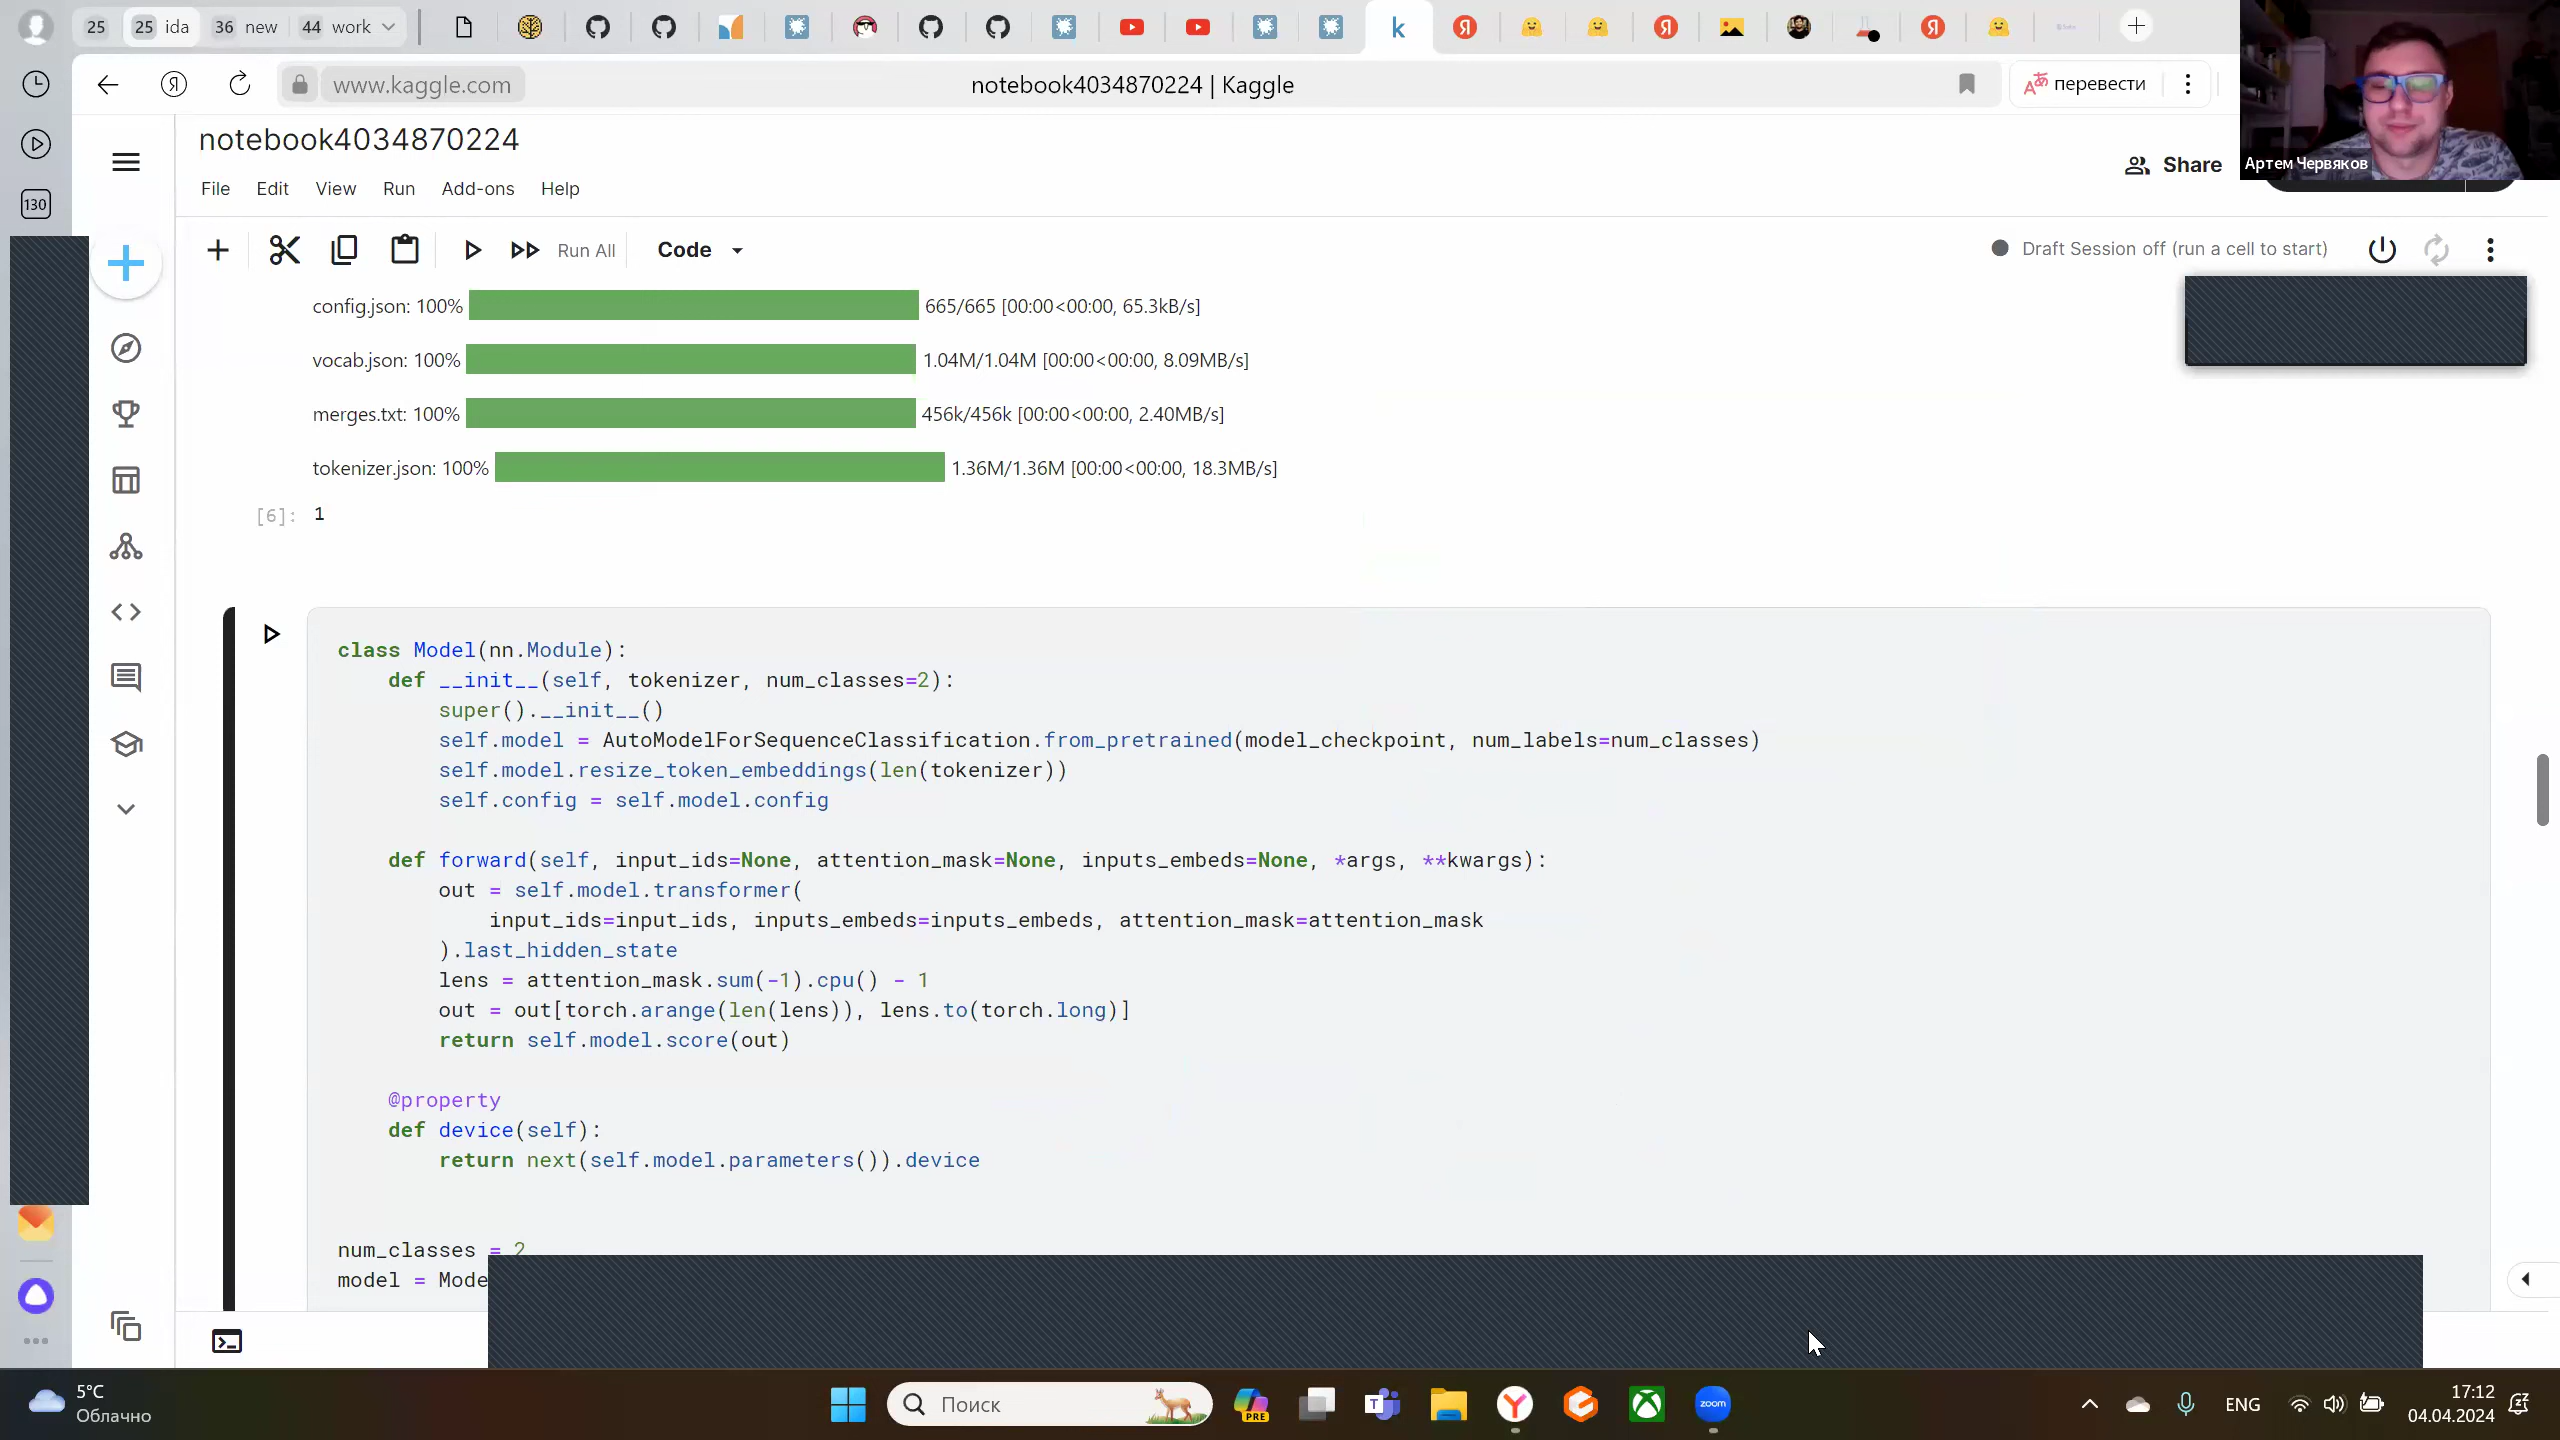 25
25 ida
36 new
44 work
www.kaggle.com
notebook4034870224 | Kaggle
перевести
130
notebook4034870224
File Edit View Run Add-ons Help
Share
Артем Червяков
Run All
Code
Draft Session off (run a cell to start)
config.json: 100% 665/665 [00:00<00:00, 65.3kB/s]
vocab.json: 100% 1.04M/1.04M [00:00<00:00, 8.09MB/s]
merges.txt: 100% 456k/456k [00:00<00:00, 2.40MB/s]
tokenizer.json: 100% 1.36M/1.36M [00:00<00:00, 18.3MB/s]
[6]: 1
class Model(nn.Module):
    def __init__(self, tokenizer, num_classes=2):
        super().__init__()
        self.model = AutoModelForSequenceClassification.from_pretrained(model_checkpoint, num_labels=num_classes)
        self.model.resize_token_embeddings(len(tokenizer))
        self.config = self.model.config
    def forward(self, input_ids=None, attention_mask=None, inputs_embeds=None, *args, **kwargs):
        out = self.model.transformer(
            input_ids=input_ids, inputs_embeds=inputs_embeds, attention_mask=attention_mask
        ).last_hidden_state
        lens = attention_mask.sum(-1).cpu() - 1
        out = out[torch.arange(len(lens)), lens.to(torch.long)]
        return self.model.score(out)
    @property
    def device(self):
        return next(self.model.parameters()).device
num_classes = 2
model = Mode
5°C
Облачно
Поиск
PRE
zoom
ENG
17:12
04.04.2024